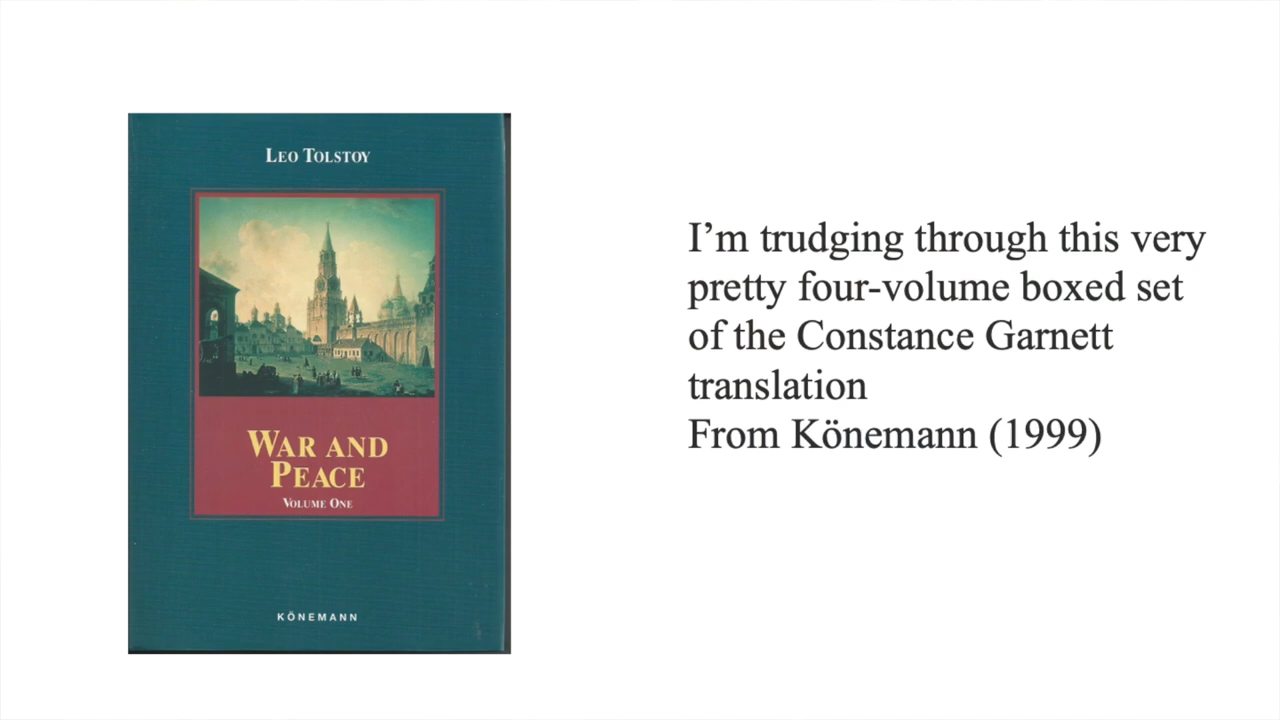 LEO TOLSTOY
WAR AND
PEACE
VOLUME ONE
KÖNEMANN
I’m trudging through this very
pretty four-volume boxed set
of the Constance Garnett
translation
From Könemann (1999)